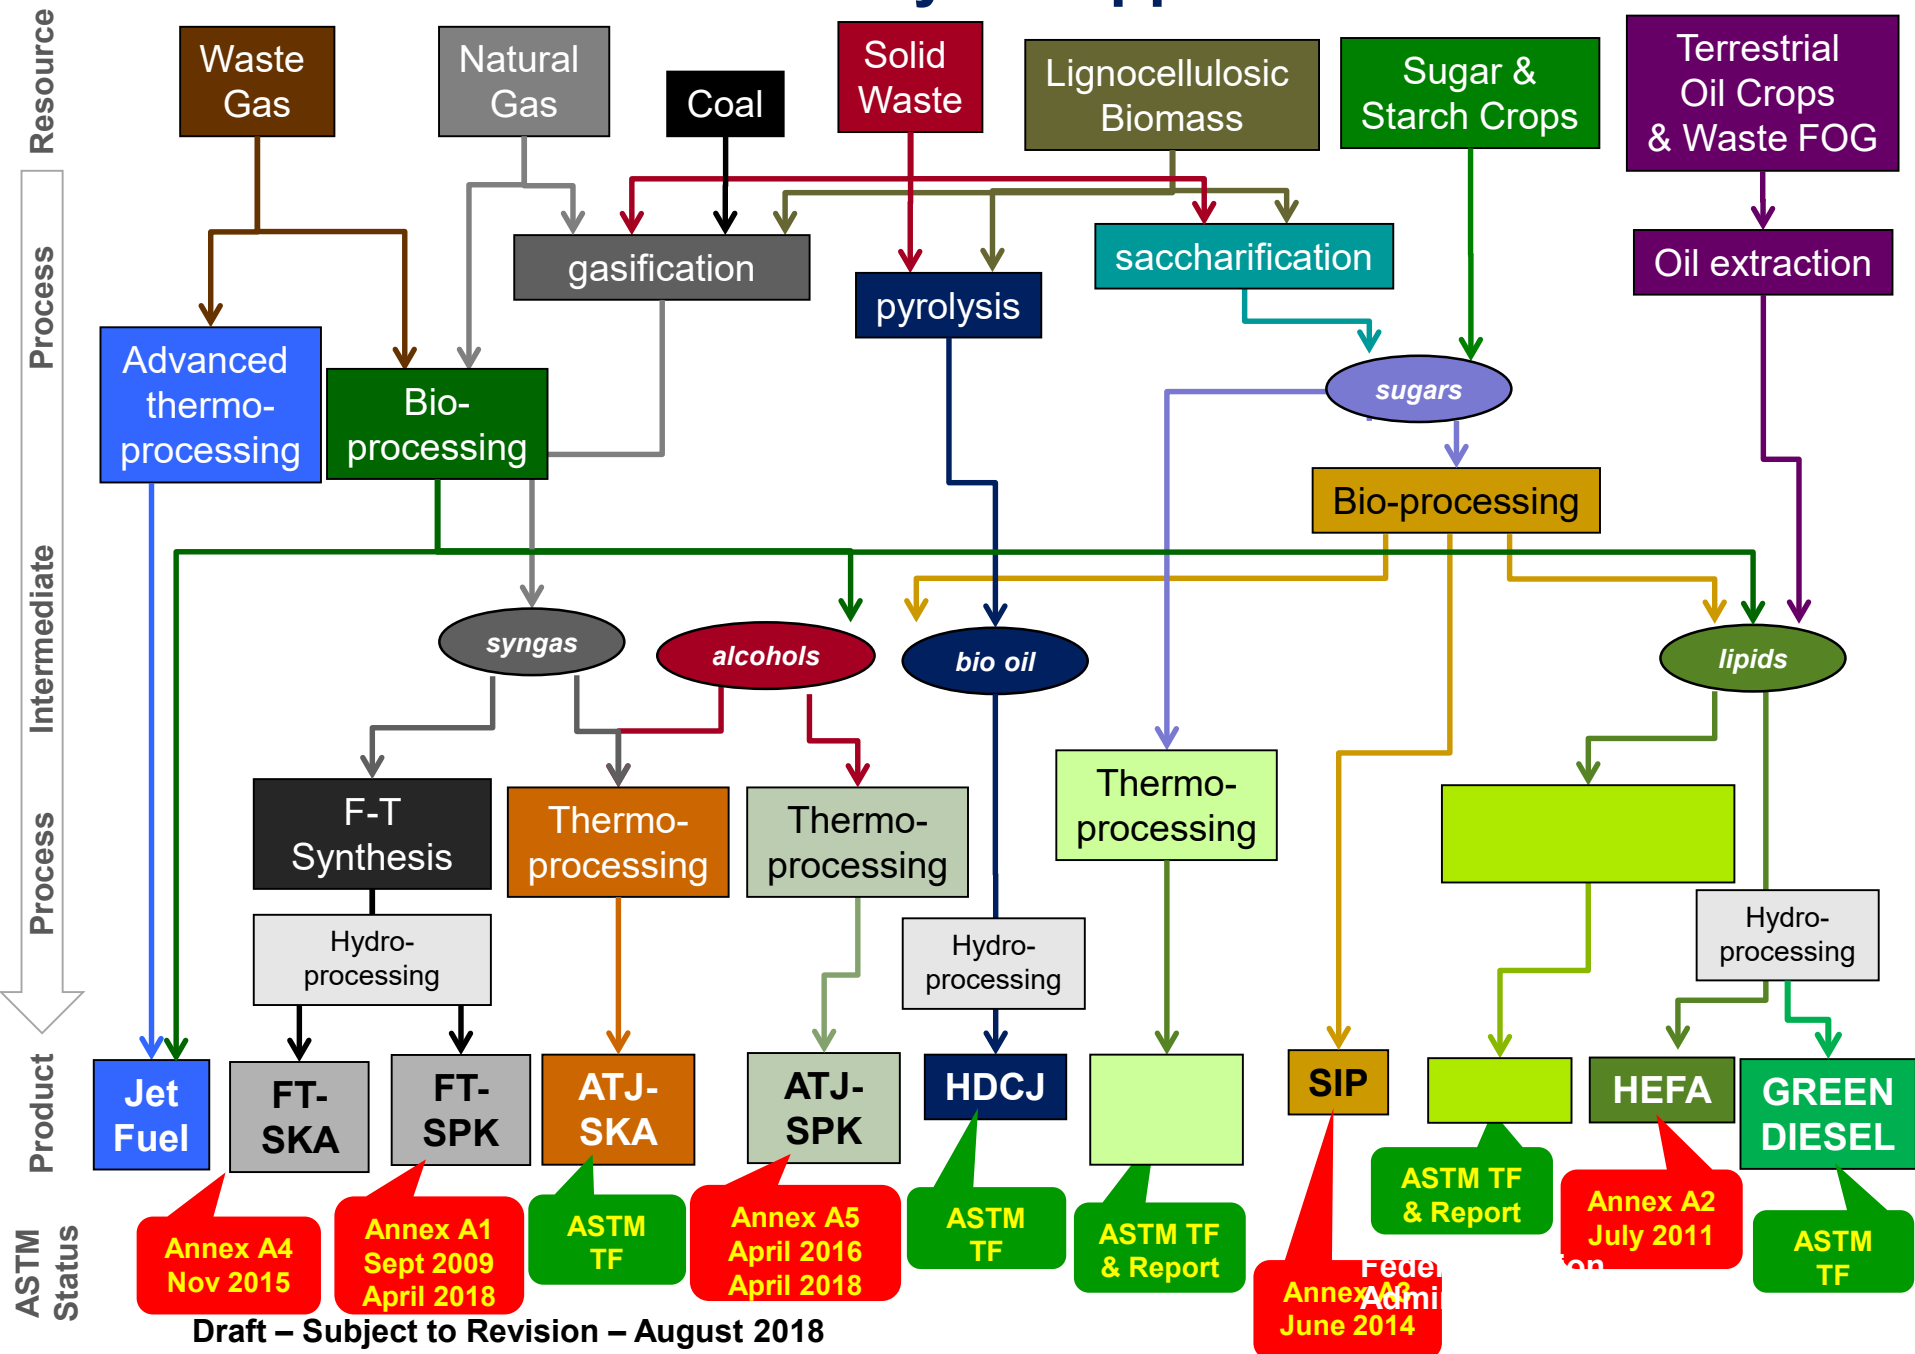 Resource
Waste
Gas
Natural
Gas
Coal
Solid
Waste
Lignocellulosic
Biomass
Sugar &
Starch Crops
Terrestrial
Oil Crops
& Waste FOG
Process
gasification
pyrolysis
saccharification
Oil extraction
Advanced
thermo-
processing
Bio-
processing
sugars
Bio-processing
Intermediate
syngas
alcohols
bio oil
lipids
Process
F-T
Synthesis
Thermo-
processing
Thermo-
processing
Thermo-
processing
Hydro-
processing
Hydro-
processing
Hydro-
processing
Product
Jet
Fuel
FT-
SKA
FT-
SPK
ATJ-
SKA
ATJ-
SPK
HDCJ
SIP
HEFA
GREEN
DIESEL
ASTM
Status
Annex A4
Nov 2015
Annex A1
Sept 2009
April 2018
ASTM
TF
Annex A5
April 2016
April 2018
ASTM
TF
ASTM TF
& Report
Annex A3
June 2014
ASTM TF
& Report
Annex A2
July 2011
ASTM
TF
Draft – Subject to Revision – August 2018